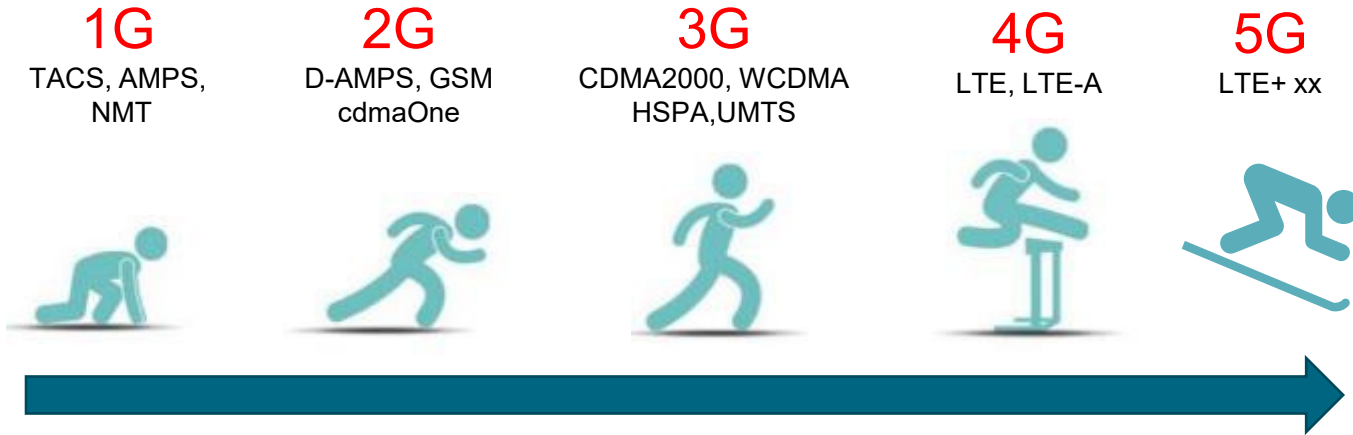 1G
TACS, AMPS,
NMT
2G
D-AMPS, GSM
cdmaOne
3G
CDMA2000, WCDMA
HSPA,UMTS
4G
LTE, LTE-A
5G
LTE+ xx